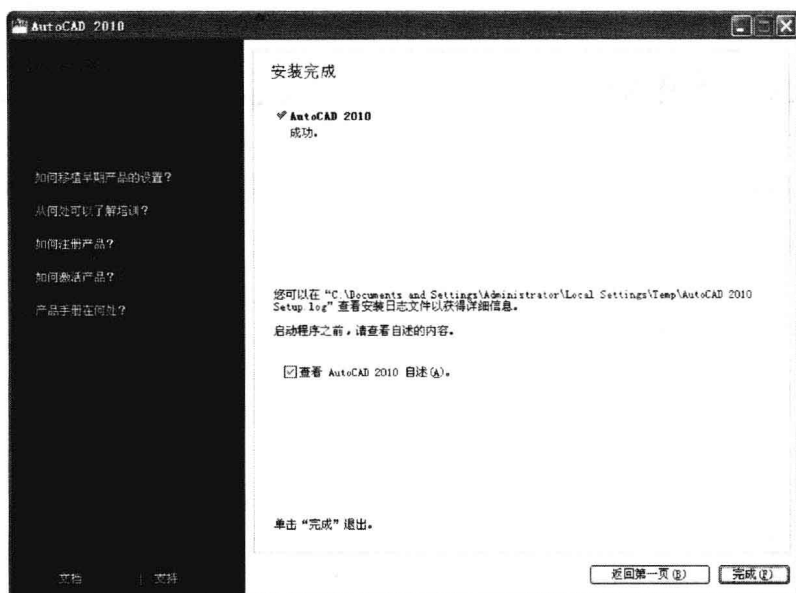 AutoCAD 2010
安装完成
AutoCAD 2010
成功。
如何移植早期产品的设置?
从何处可以了解培训?
如何注册产品?
如何激活产品?
产品手册在何处?
您可以在 “C:\Documents and Settings\Administrator\Local Settings\Temp\AutoCAD 2010
Setup.log” 查看安装日志文件以获得详细信息。
启动程序之前，请查看自述的内容。
查看 AutoCAD 2010 自述(A)。
单击 “完成” 退出。
文档 | 支持
返回第一页(B) 完成(F)